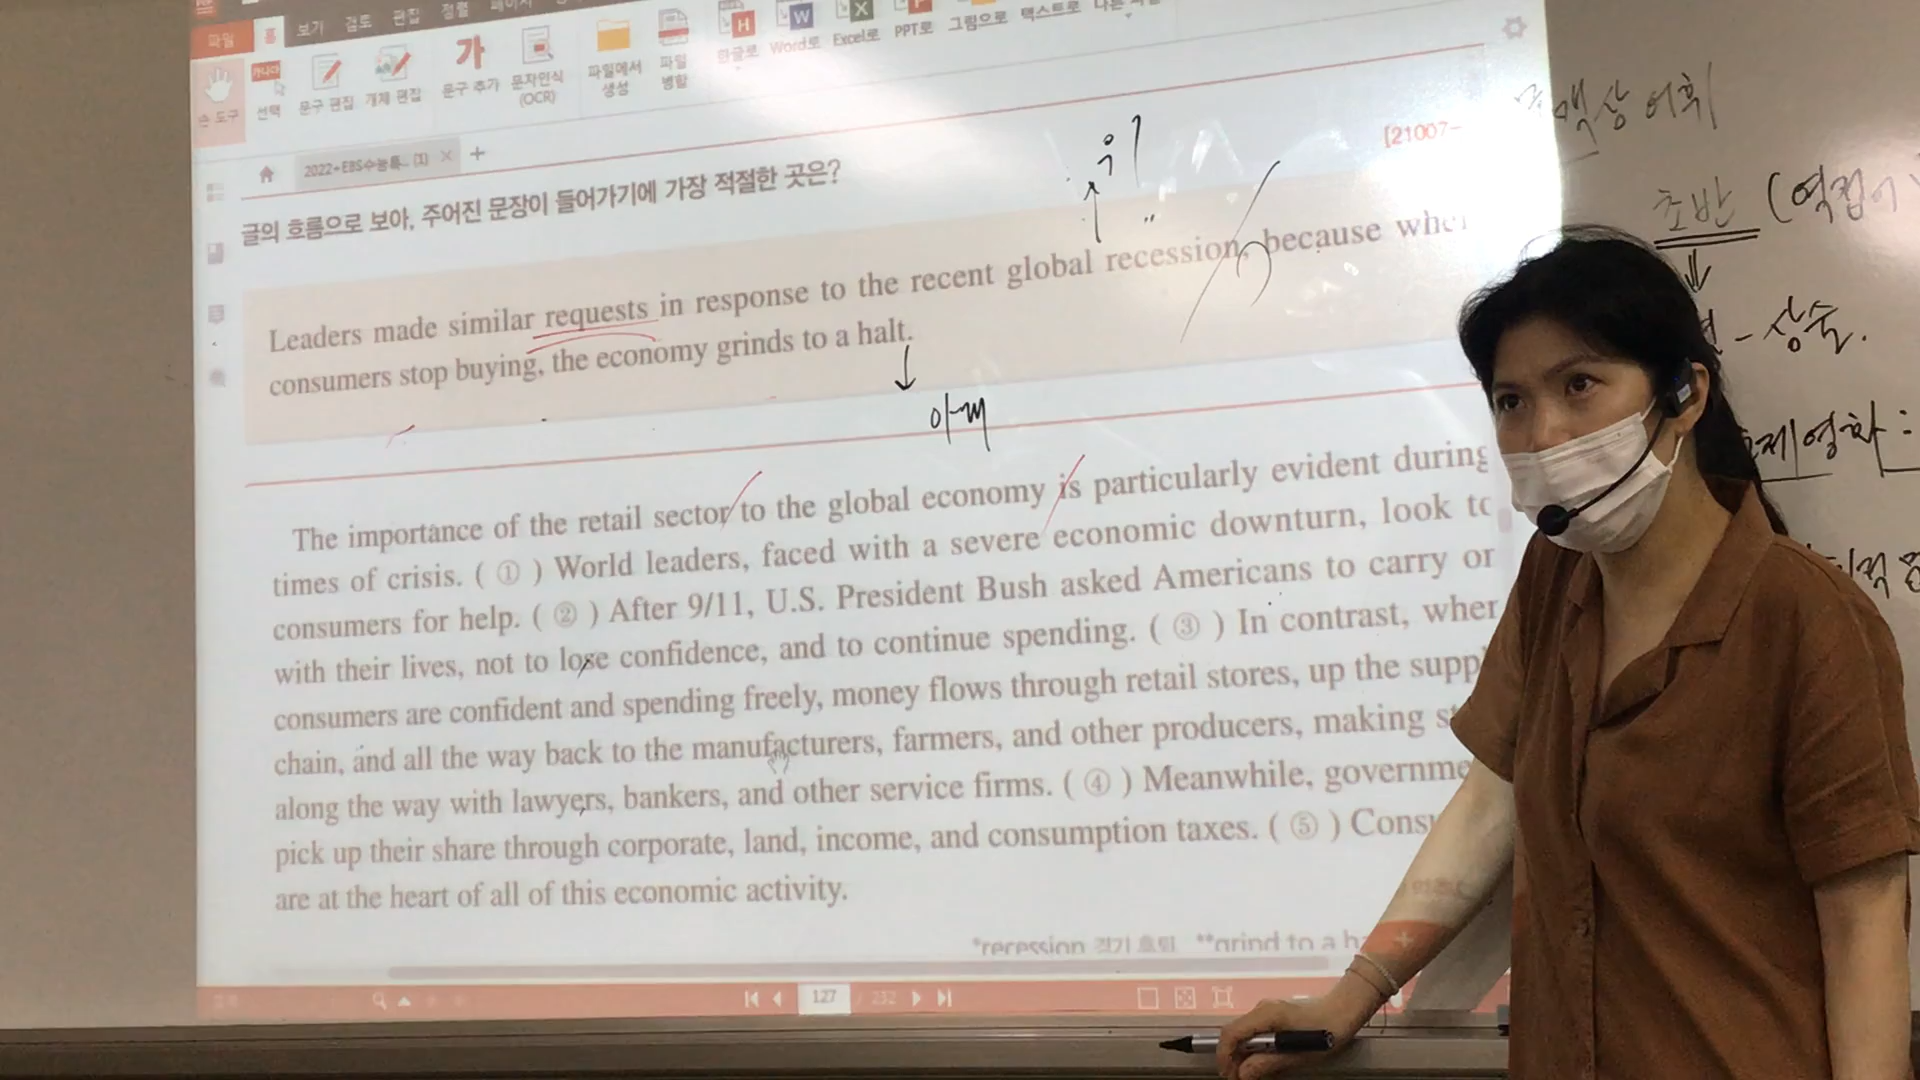 파일 홈 보기 검토 편집 정렬 페이지
손 도구 선택 문구 편집 개체 편집 문구 추가 문자인식 (OCR) 파일에서 생성 파일 병합 한글로 Word로 Excel로 PPT로 그림으로 텍스트로
2022+EBS수능특.. (1)
[21007-
글의 흐름으로 보아, 주어진 문장이 들어가기에 가장 적절한 곳은?
위
Leaders made similar requests in response to the recent global recession, because when
consumers stop buying, the economy grinds to a halt.
아래
The importance of the retail sector to the global economy is particularly evident during
times of crisis. ( ① ) World leaders, faced with a severe economic downturn, look to
consumers for help. ( ② ) After 9/11, U.S. President Bush asked Americans to carry on
with their lives, not to lose confidence, and to continue spending. ( ③ ) In contrast, when
consumers are confident and spending freely, money flows through retail stores, up the suppl
chain, and all the way back to the manufacturers, farmers, and other producers, making st
along the way with lawyers, bankers, and other service firms. ( ④ ) Meanwhile, governme
pick up their share through corporate, land, income, and consumption taxes. ( ⑤ ) Consu
are at the heart of all of this economic activity.
*recession 경기 후퇴 **grind to a ha
127 / 232
맥상 어휘
초반 (역접어
- 상술.